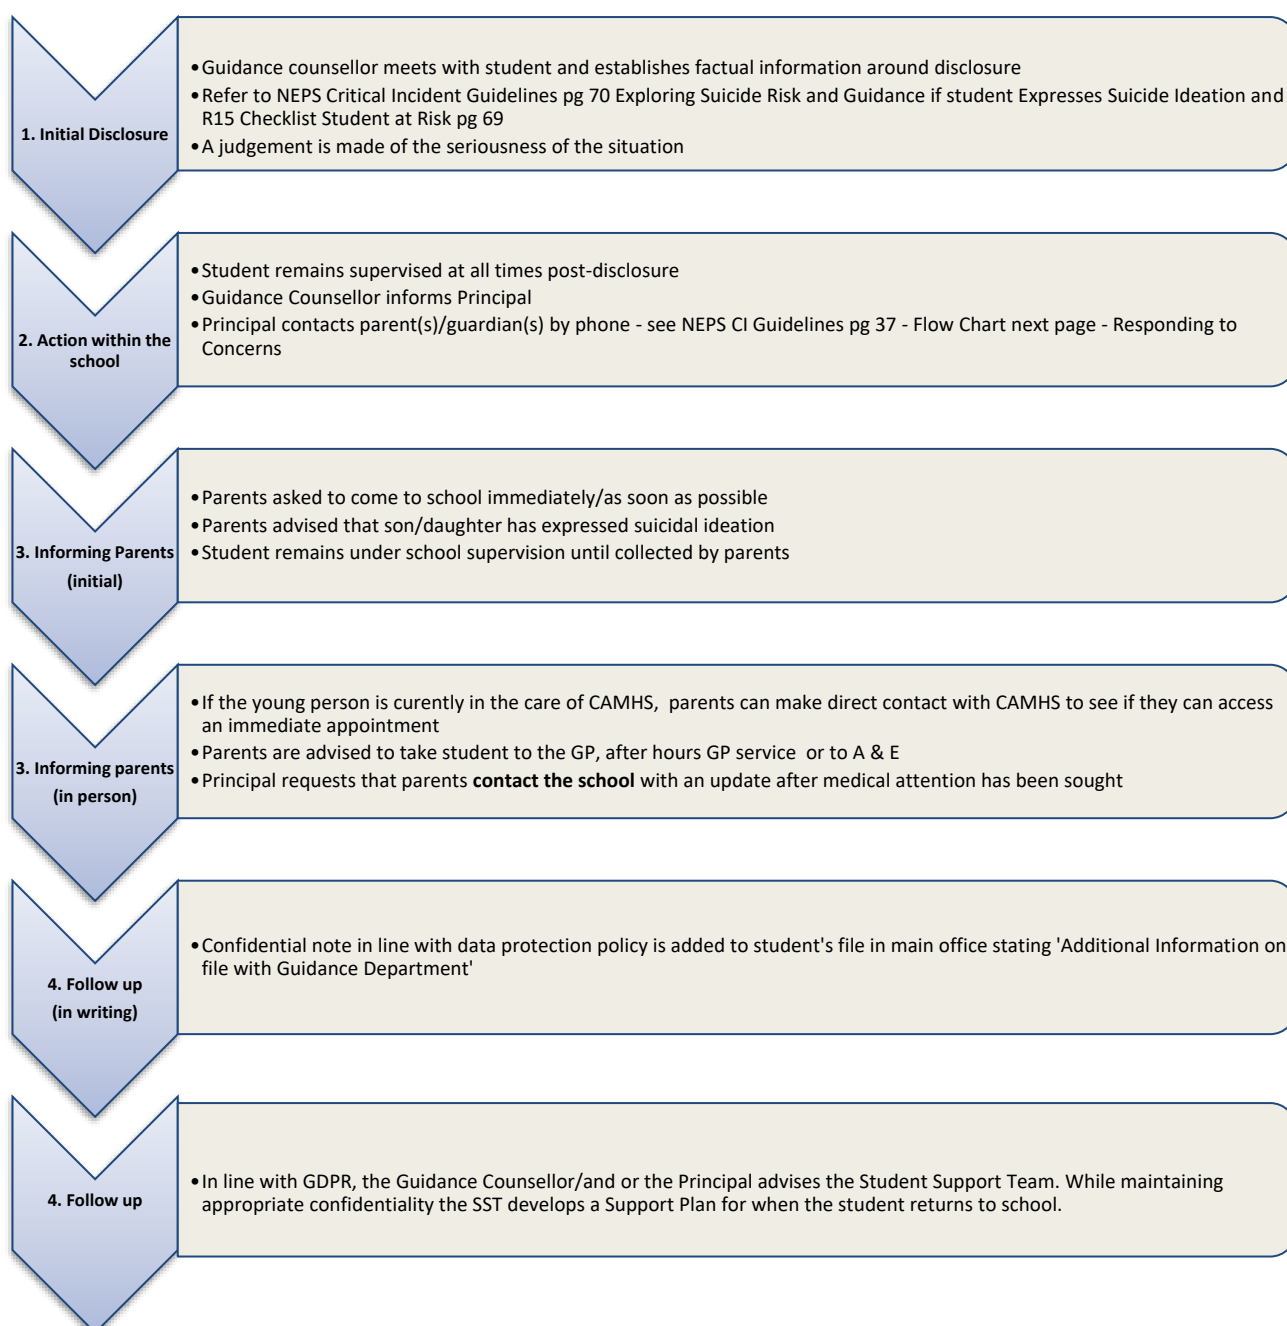 1. Initial Disclosure
•Guidance counsellor meets with student and establishes factual information around disclosure
•Refer to NEPS Critical Incident Guidelines pg 70 Exploring Suicide Risk and Guidance if student Expresses Suicide Ideation and
R15 Checklist Student at Risk pg 69
•A judgement is made of the seriousness of the situation
2. Action within the
school
•Student remains supervised at all times post-disclosure
•Guidance Counsellor informs Principal
•Principal contacts parent(s)/guardian(s) by phone - see NEPS CI Guidelines pg 37 - Flow Chart next page - Responding to
Concerns
3. Informing Parents
(initial)
•Parents asked to come to school immediately/as soon as possible
•Parents advised that son/daughter has expressed suicidal ideation
•Student remains under school supervision until collected by parents
3. Informing parents
(in person)
•If the young person is curently in the care of CAMHS,  parents can make direct contact with CAMHS to see if they can access
an immediate appointment
•Parents are advised to take student to the GP, after hours GP service  or to A & E
•Principal requests that parents contact the school with an update after medical attention has been sought
4. Follow up
(in writing)
•Confidential note in line with data protection policy is added to student's file in main office stating 'Additional Information on
file with Guidance Department'
4. Follow up
•In line with GDPR, the Guidance Counsellor/and or the Principal advises the Student Support Team. While maintaining
appropriate confidentiality the SST develops a Support Plan for when the student returns to school.